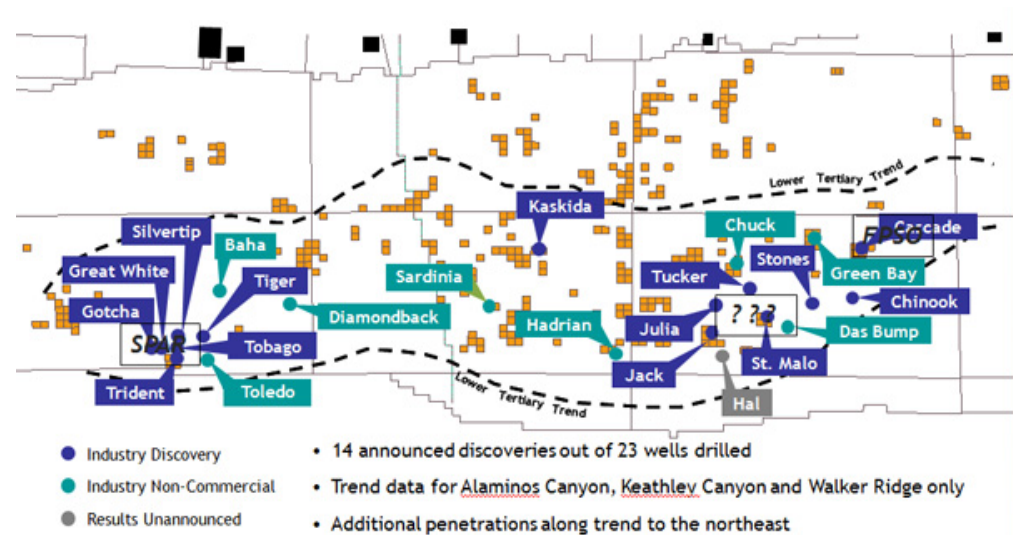 Lower Tertiary Trend
Kaskida
Silvertip
Baha
Chuck
Cascade
FPSO
Great White
Tiger
Sardinia
Tucker
Stones
Green Bay
Gotcha
Diamondback
Hadrian
Julia
? ? ?
Chinook
SPAR
Tobago
Das Bump
Trident
Toledo
Jack
St. Malo
Hal
Lower Tertiary Trend
Industry Discovery
Industry Non-Commercial
Results Unannounced
• 14 announced discoveries out of 23 wells drilled
• Trend data for Alaminos Canyon, Keathley Canyon and Walker Ridge only
• Additional penetrations along trend to the northeast